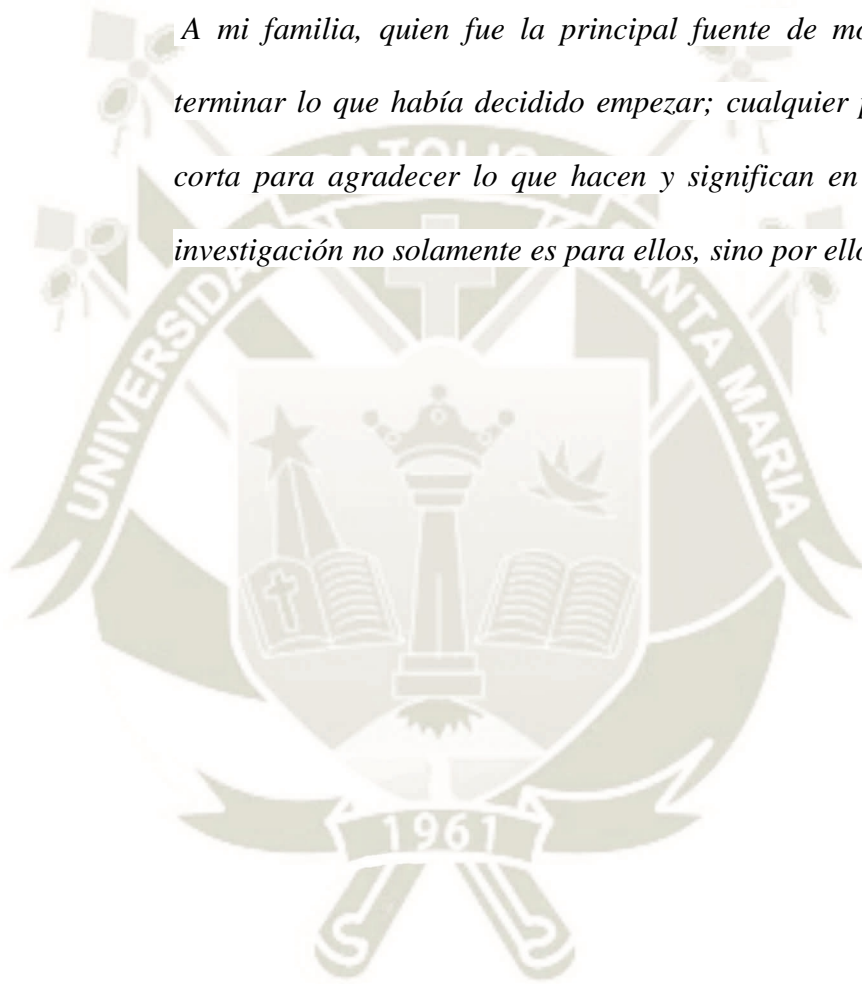 A mi familia, quien fue la principal fuente de
terminar lo que había decidido empezar; cualquier
corta para agradecer lo que hacen y significan en
investigación no solamente es para ellos, sino por
UNIVERSIDAD
MARIA
1961